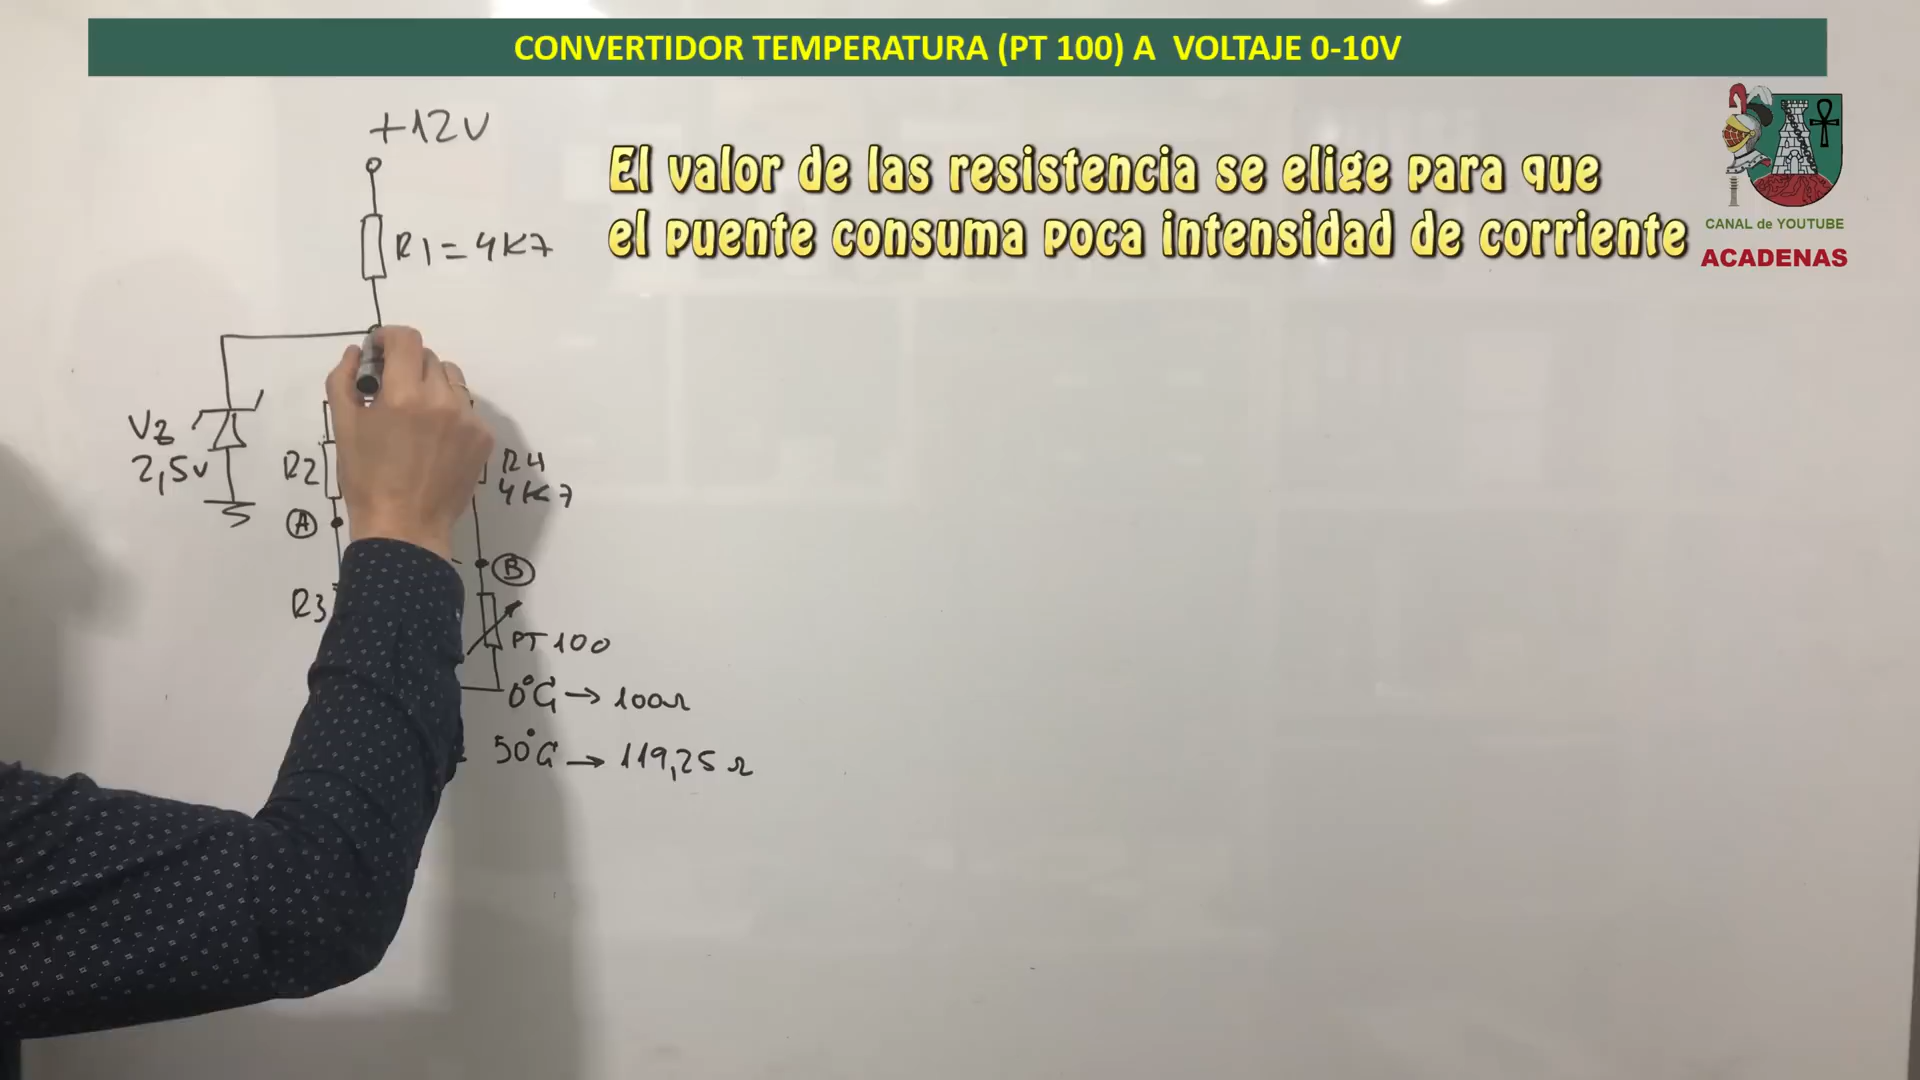 CONVERTIDOR TEMPERATURA (PT 100) A VOLTAJE 0-10V
+12V
El valor de las resistencia se elige para que
el puente consuma poca intensidad de corriente
CANAL de YOUTUBE
ACADENAS
R1 = 4K7
VZ
2,5V
R2
R4
4K7
A
B
R3
PT 100
0°C → 100Ω
50°C → 119,25 Ω